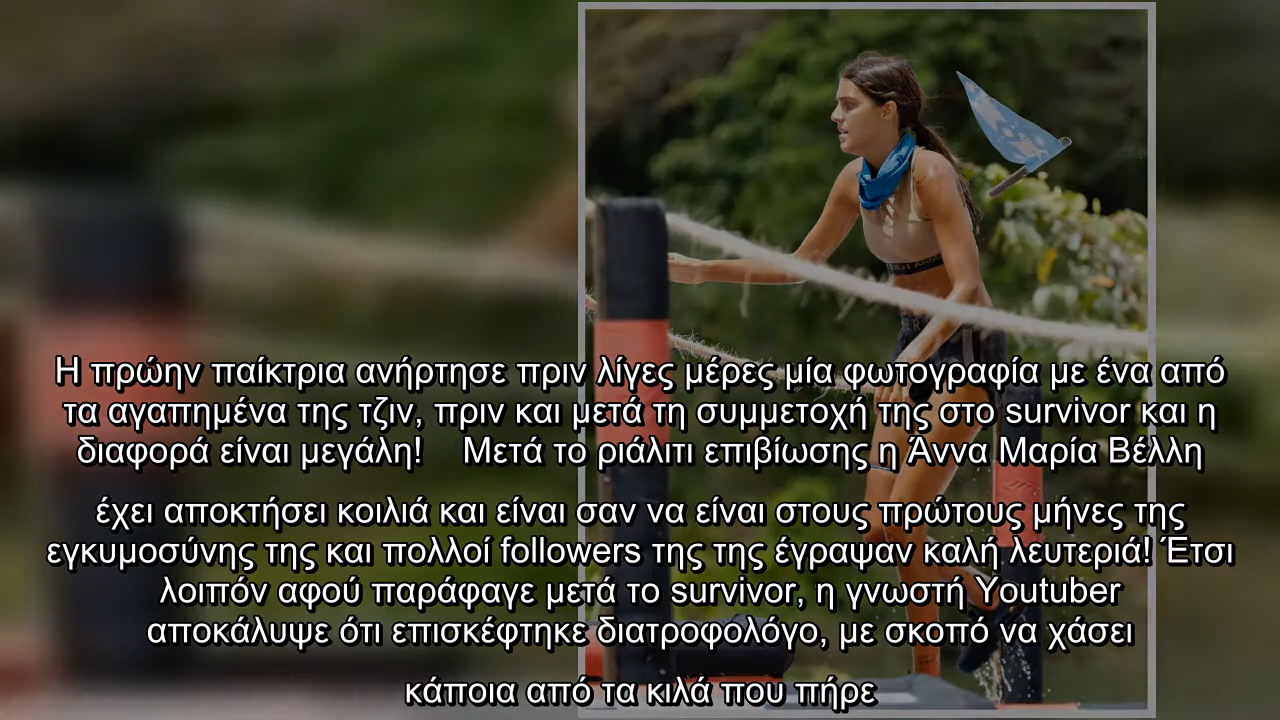 Η πρώην παίκτρια ανήρτησε πριν λίγες μέρες μία φωτογραφία με ένα από
τα αγαπημένα της τζιν, πριν και μετά τη συμμετοχή της στο survivor και η
διαφορά είναι μεγάλη! Μετά το ριάλιτι επιβίωσης η Άννα Μαρία Βέλλη
έχει αποκτήσει κοιλιά και είναι σαν να είναι στους πρώτους μήνες της
εγκυμοσύνης της και πολλοί followers της της έγραψαν καλή λευτεριά! Έτσι
λοιπόν αφού παράφαγε μετά το survivor, η γνωστή Youtuber
αποκάλυψε ότι επισκέφτηκε διατροφολόγο, με σκοπό να χάσει
κάποια από τα κιλά που πήρε